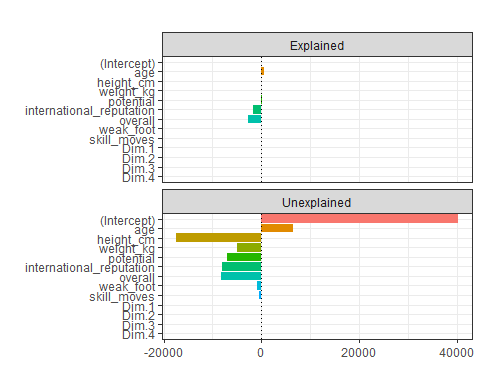 Explained
(Intercept)
age
height_cm
weight_kg
potential
international_reputation
overall
weak_foot
skill_moves
Dim.1
Dim.2
Dim.3
Dim.4
Unexplained
(Intercept)
age
height_cm
weight_kg
potential
international_reputation
overall
weak_foot
skill_moves
Dim.1
Dim.2
Dim.3
Dim.4
-20000 0 20000 40000